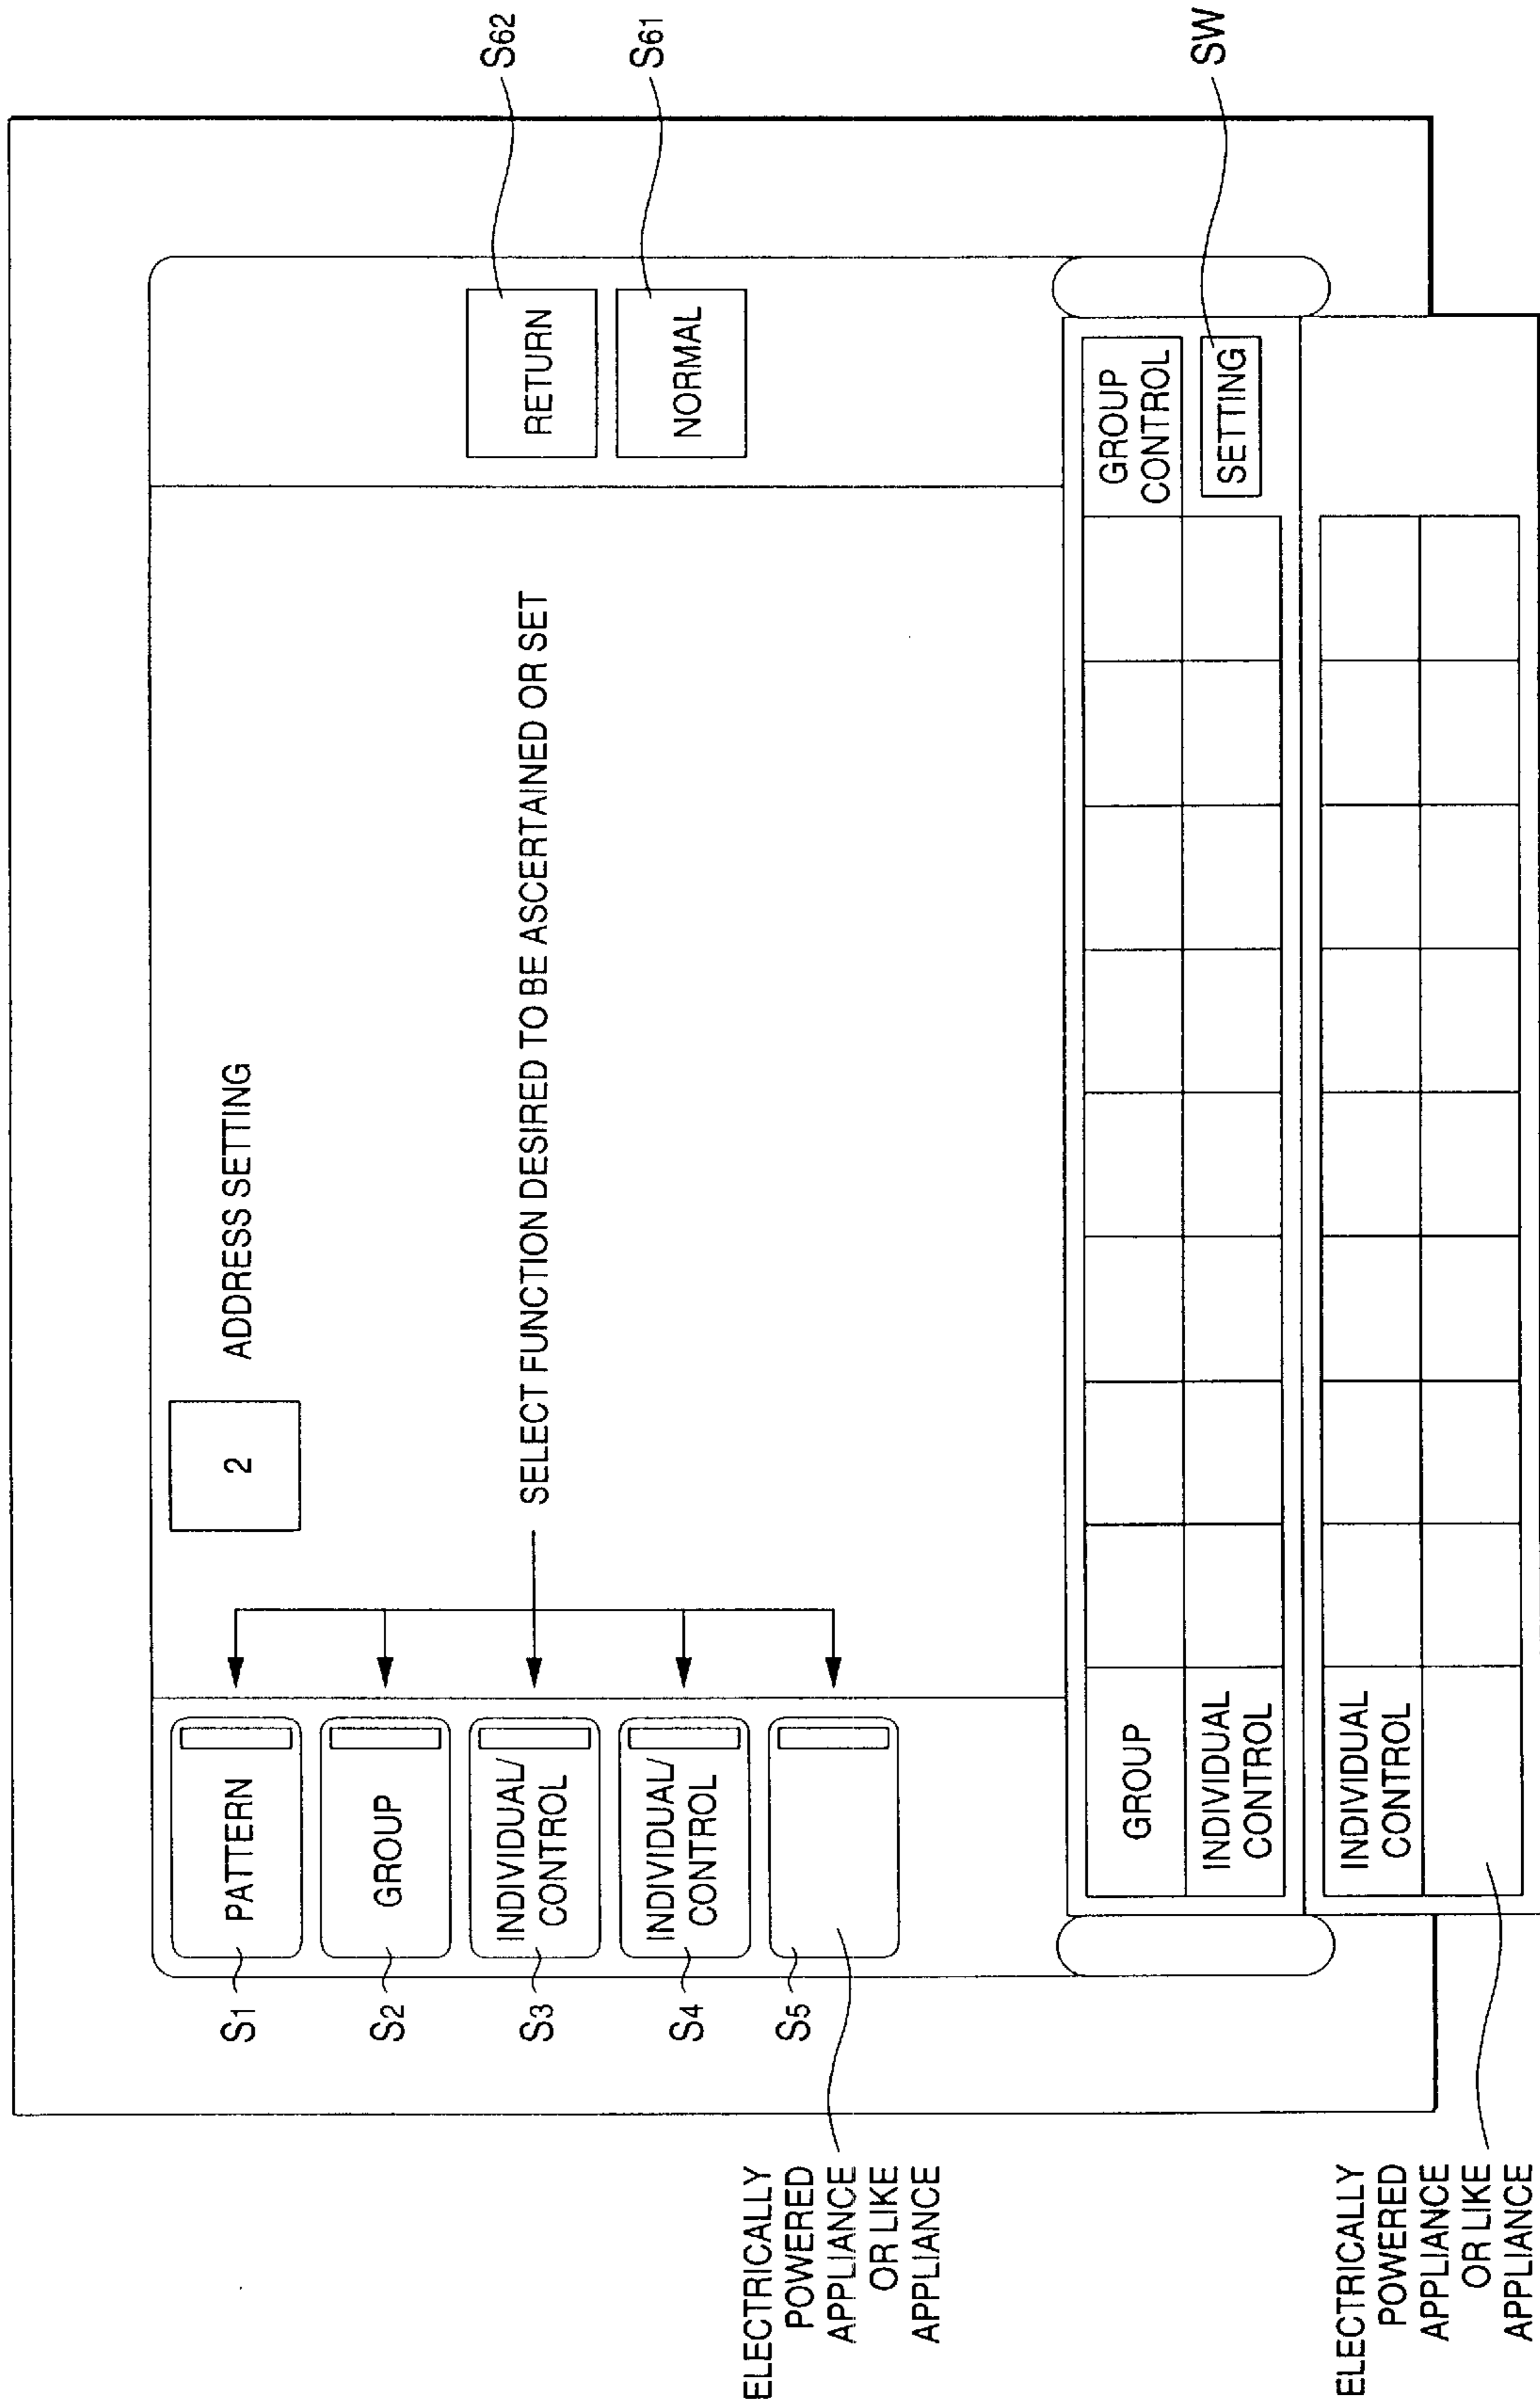 2
ADDRESS SETTING
S1
PATTERN
S2
GROUP
S3
INDIVIDUAL/
CONTROL
S4
INDIVIDUAL/
CONTROL
S5
SELECT FUNCTION DESIRED TO BE ASCERTAINED OR SET
RETURN
S62
NORMAL
S61
ELECTRICALLY
POWERED
APPLIANCE
OR LIKE
APPLIANCE
GROUP
GROUP
CONTROL
INDIVIDUAL
CONTROL
SETTING
SW
INDIVIDUAL
CONTROL
ELECTRICALLY
POWERED
APPLIANCE
OR LIKE
APPLIANCE